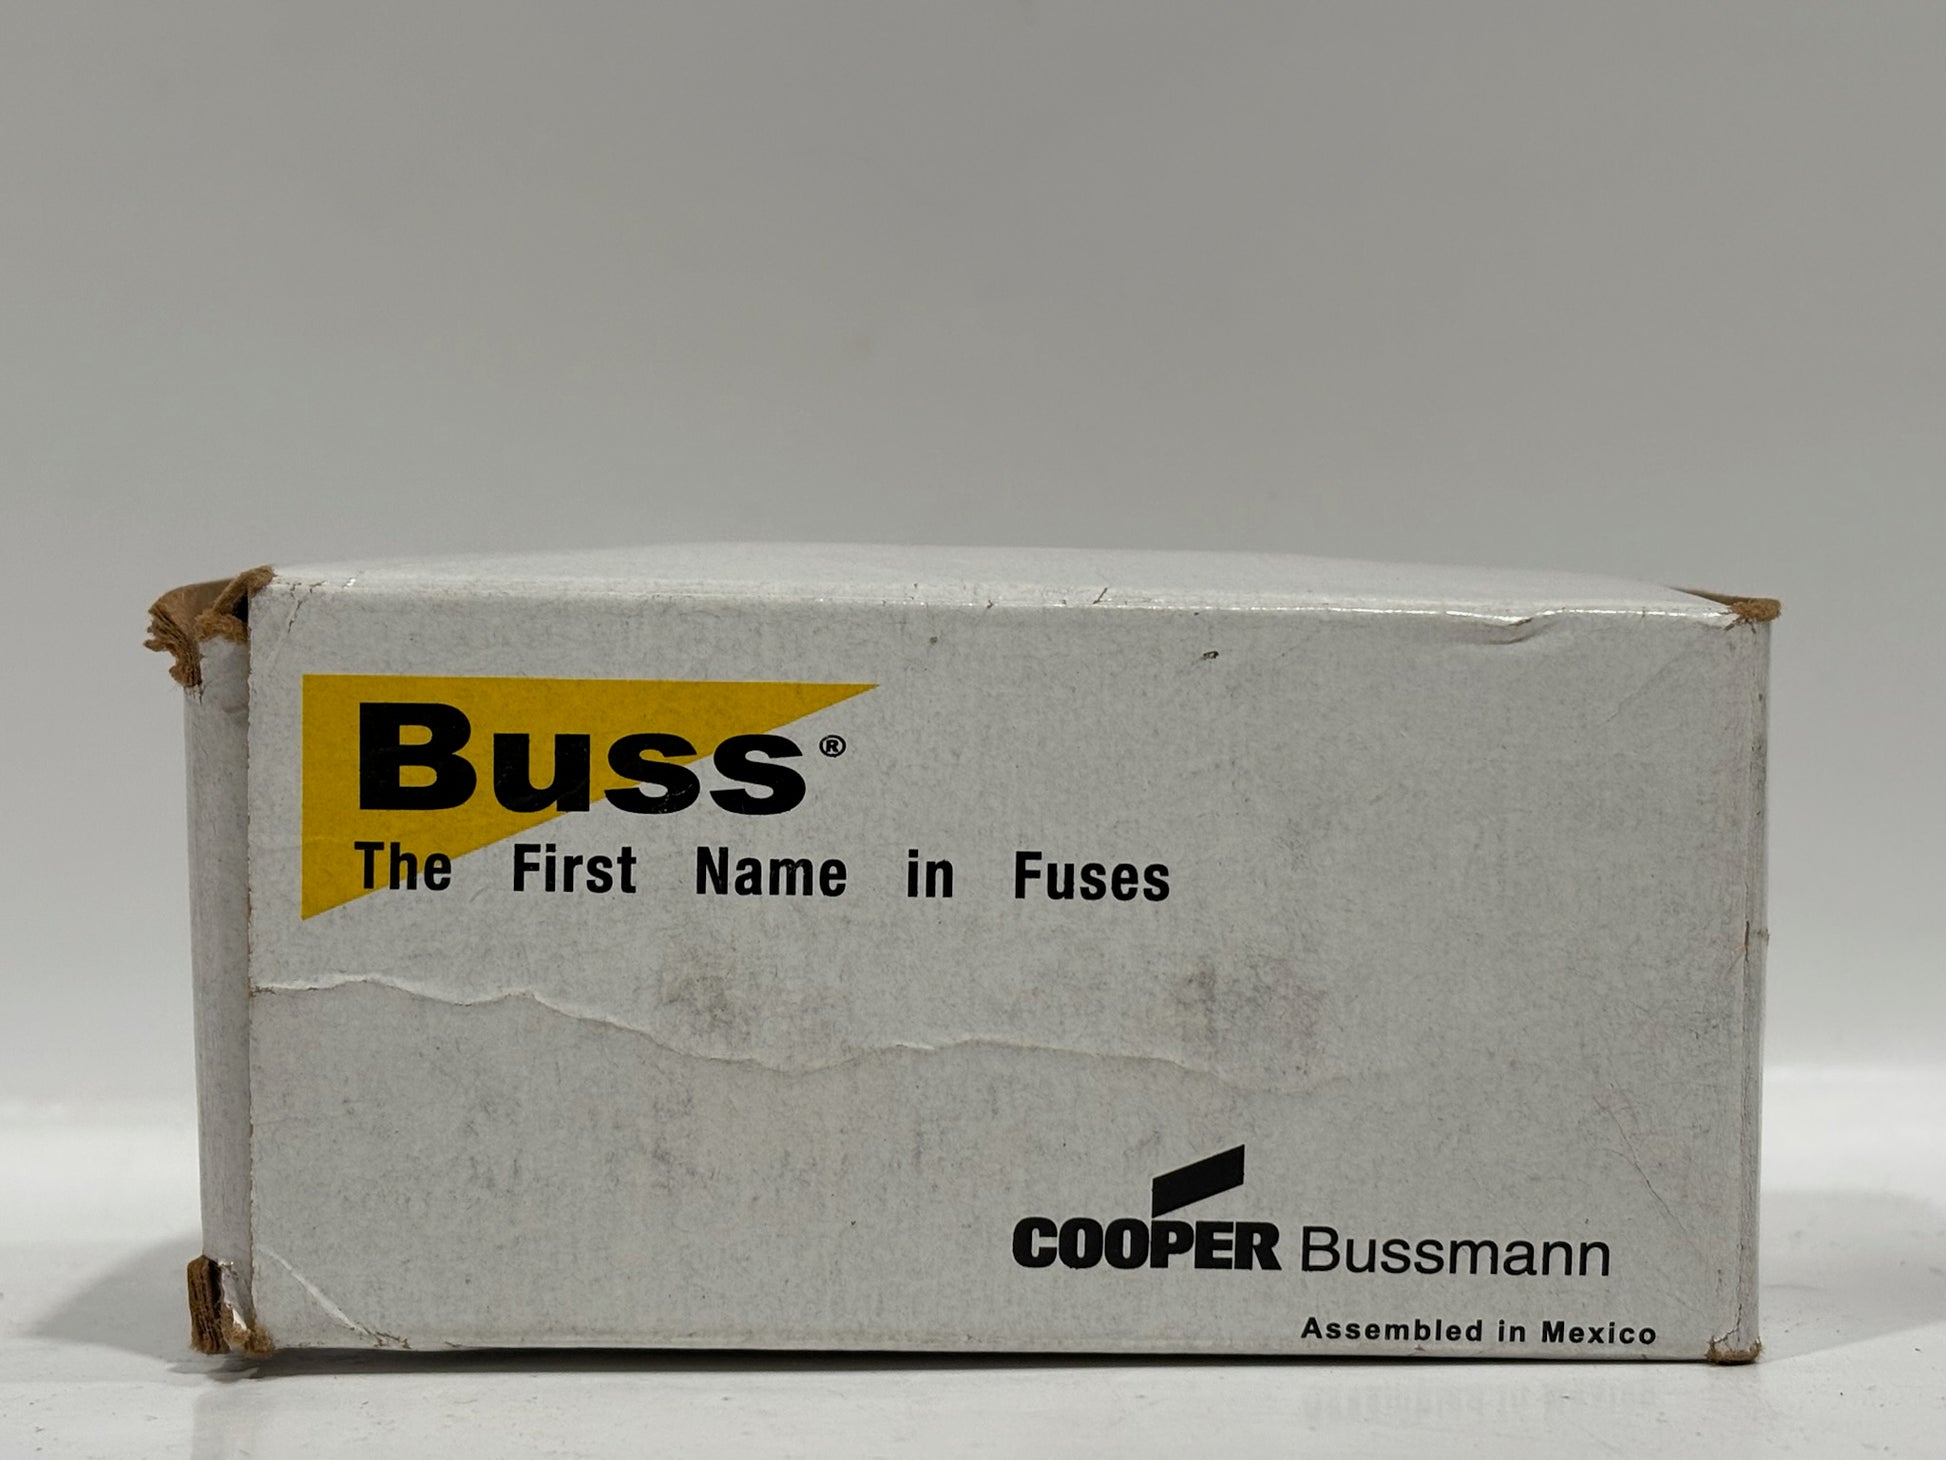 Buss®
The First Name in Fuses
COOPER Bussmann
Assembled in Mexico